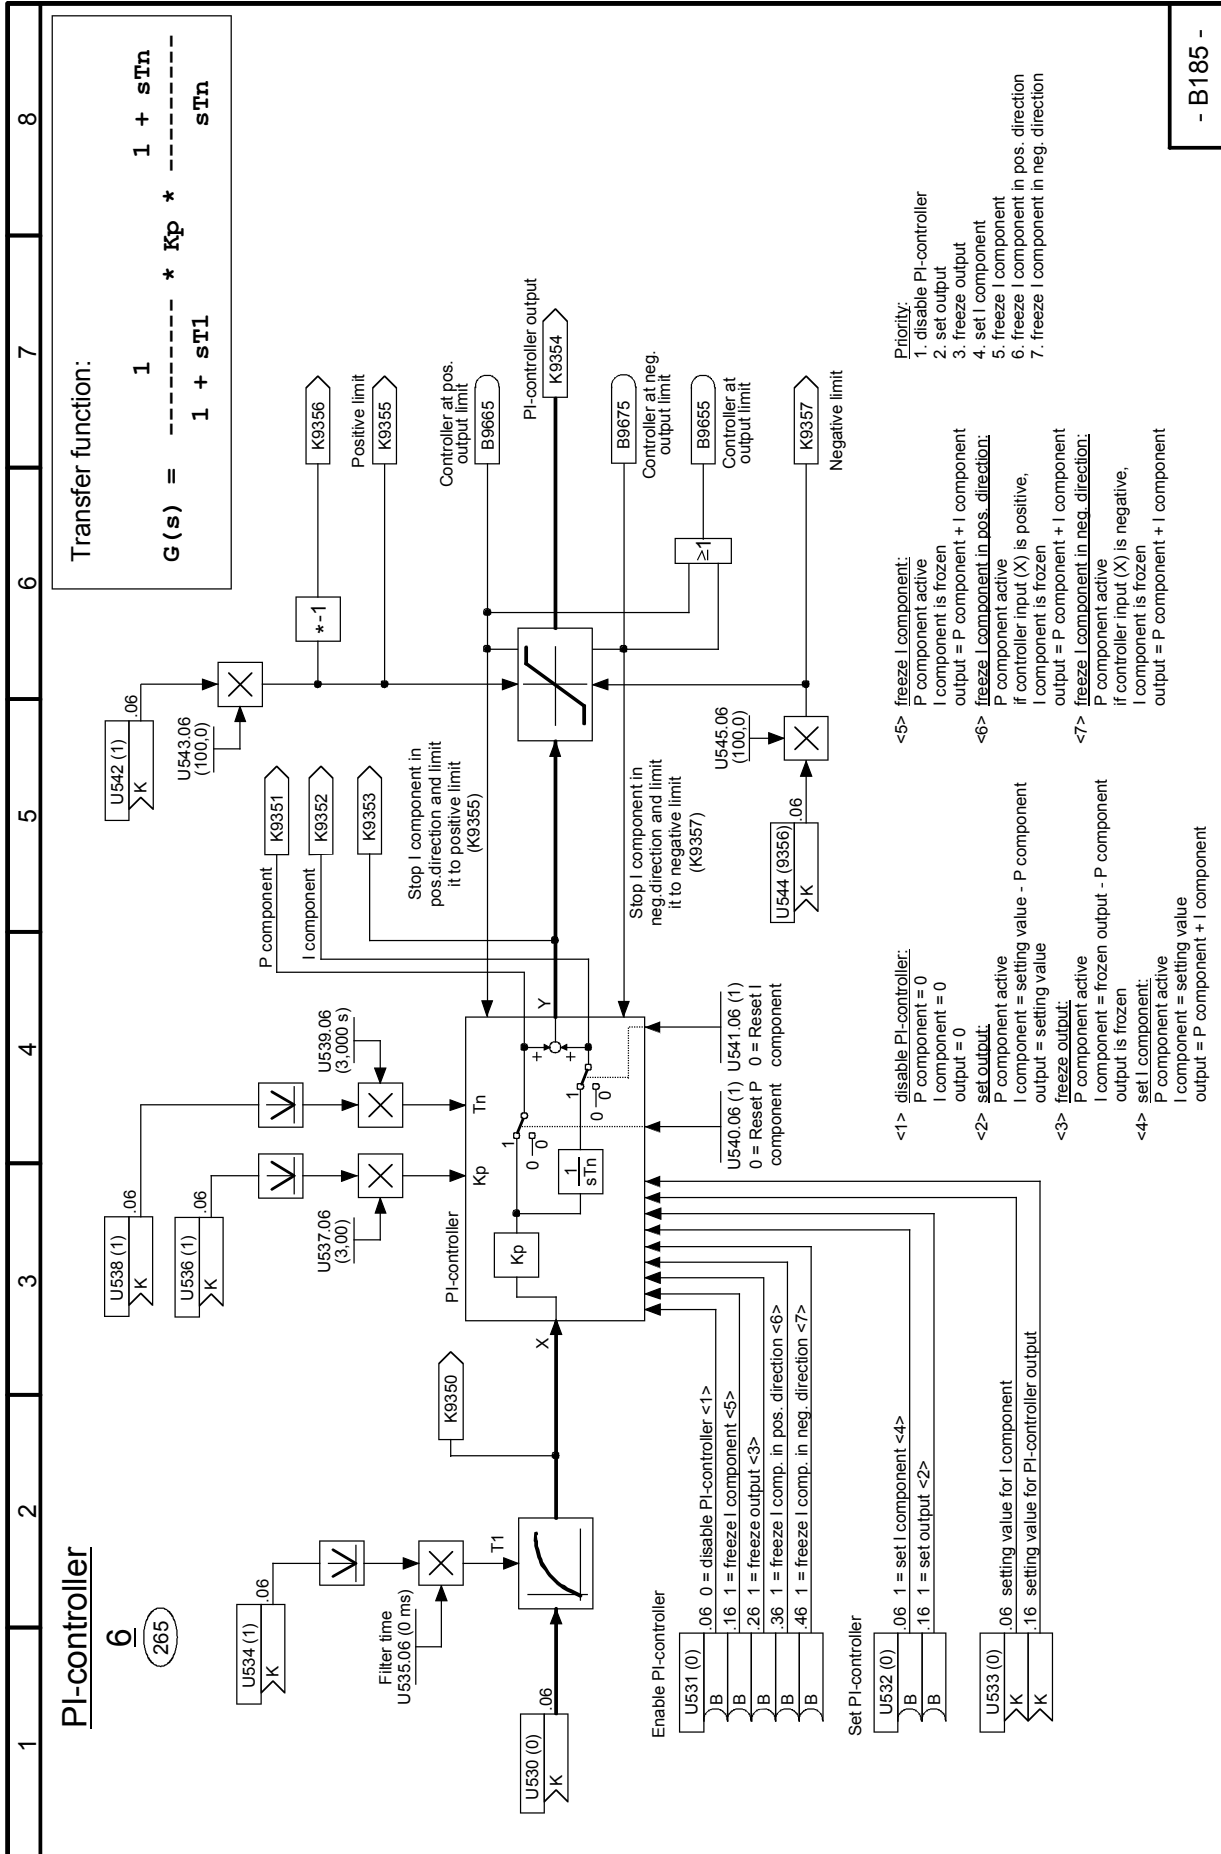 1 2 3 4 5 6 7 8
PI-controller
6
265
Transfer function:
1 1 + sTn
G(s) = --------- * Kp * ---------
1 + sT1 sTn
U534 (1)
K
.06
Filter time
U535.06 (0 ms)
T1
U530 (0)
K
.06
K9350
X
U538 (1)
K
.06
U536 (1)
K
.06
U537.06
(3,00)
U539.06
(3,000 s)
PI-controller
Kp
Tn
Kp
1
sTn
1
0
0
1
0
0
+
+
Y
U540.06 (1)
0 = Reset P
component
U541.06 (1)
0 = Reset I
component
P component
K9351
I component
K9352
K9353
U542 (1)
K
.06
U543.06
(100,0)
*-1
K9356
Positive limit
K9355
Stop I component in
pos.direction and limit
it to positive limit
(K9355)
Controller at pos.
output limit
B9665
PI-controller output
K9354
Stop I component in
neg.direction and limit
it to negative limit
(K9357)
B9675
Controller at neg.
output limit
≥1
B9655
Controller at
output limit
U545.06
(100,0)
U544 (9356)
K
.06
K9357
Negative limit
Enable PI-controller
U531 (0)
B .06 0 = disable PI-controller <1>
B .16 1 = freeze I component <5>
B .26 1 = freeze output <3>
B .36 1 = freeze I comp. in pos. direction <6>
B .46 1 = freeze I comp. in neg. direction <7>
Set PI-controller
U532 (0)
B .06 1 = set I component <4>
B .16 1 = set output <2>
U533 (0)
K .06 setting value for I component
K .16 setting value for PI-controller output
<1> disable PI-controller:
P component = 0
I component = 0
output = 0
<2> set output:
P component active
I component = setting value - P component
output = setting value
<3> freeze output:
P component active
I component = frozen output - P component
output is frozen
<4> set I component:
P component active
I component = setting value
output = P component + I component
<5> freeze I component:
P component active
I component is frozen
output = P component + I component
<6> freeze I component in pos. direction:
P component active
if controller input (X) is positive,
I component is frozen
output = P component + I component
<7> freeze I component in neg. direction:
P component active
if controller input (X) is negative,
I component is frozen
output = P component + I component
Priority:
1. disable PI-controller
2. set output
3. freeze output
4. set I component
5. freeze I component
6. freeze I component in pos. direction
7. freeze I component in neg. direction
- B185 -